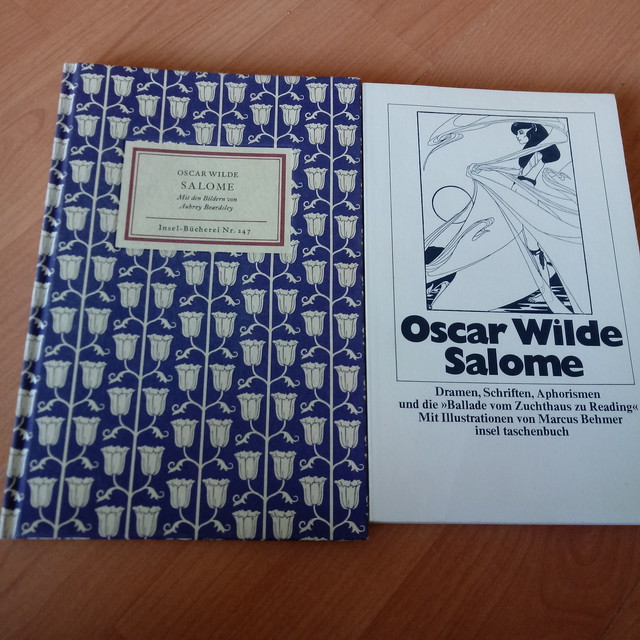 OSCAR WILDE
SALOME
Mit den Bildern von
Aubrey Beardsley
Insel-Bücherei Nr. 247
Oscar Wilde
Salome
Dramen, Schriften, Aphorismen
und die »Ballade vom Zuchthaus zu Reading«
Mit Illustrationen von Marcus Behmer
insel taschenbuch